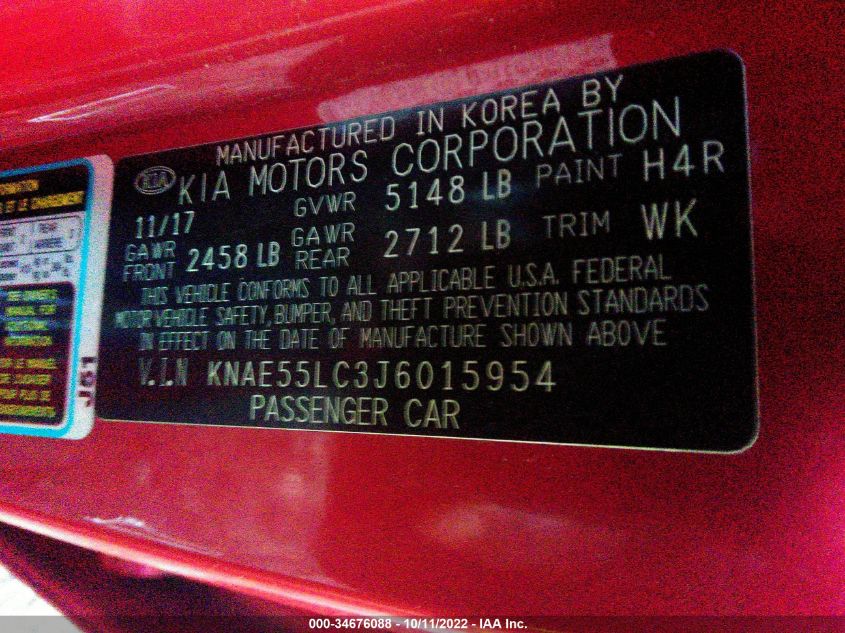 MANUFACTURED IN KOREA BY
KIA KIA MOTORS CORPORATION
11/17 GVWR 5148 LB PAINT H4R
GAWR FRONT 2458 LB GAWR REAR 2712 LB TRIM WK
THIS VEHICLE CONFORMS TO ALL APPLICABLE U.S.A. FEDERAL
MOTOR VEHICLE SAFETY, BUMPER, AND THEFT PREVENTION STANDARDS
IN EFFECT ON THE DATE OF MANUFACTURE SHOWN ABOVE
V.I.N KNAE55LC3J6015954
PASSENGER CAR
J61
000-34676088 - 10/11/2022 - IAA Inc.